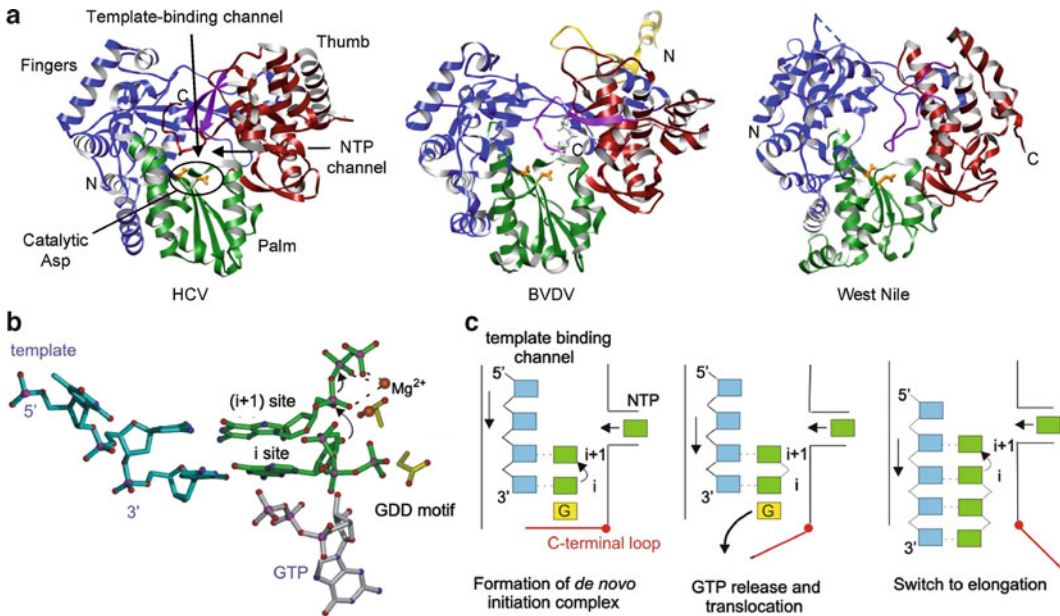 a
Template-binding channel
Fingers
Thumb
C
NTP channel
N
Catalytic Asp
Palm
HCV
N
C
BVDV
N
C
West Nile
b
template
5'
3'
(i+1) site
i site
Mg²⁺
GDD motif
GTP
c
template binding channel
5'
NTP
i+1
i
3'
G
C-terminal loop
Formation of de novo initiation complex
5'
i+1
i
3'
G
GTP release and translocation
5'
i+1
i
3'
Switch to elongation